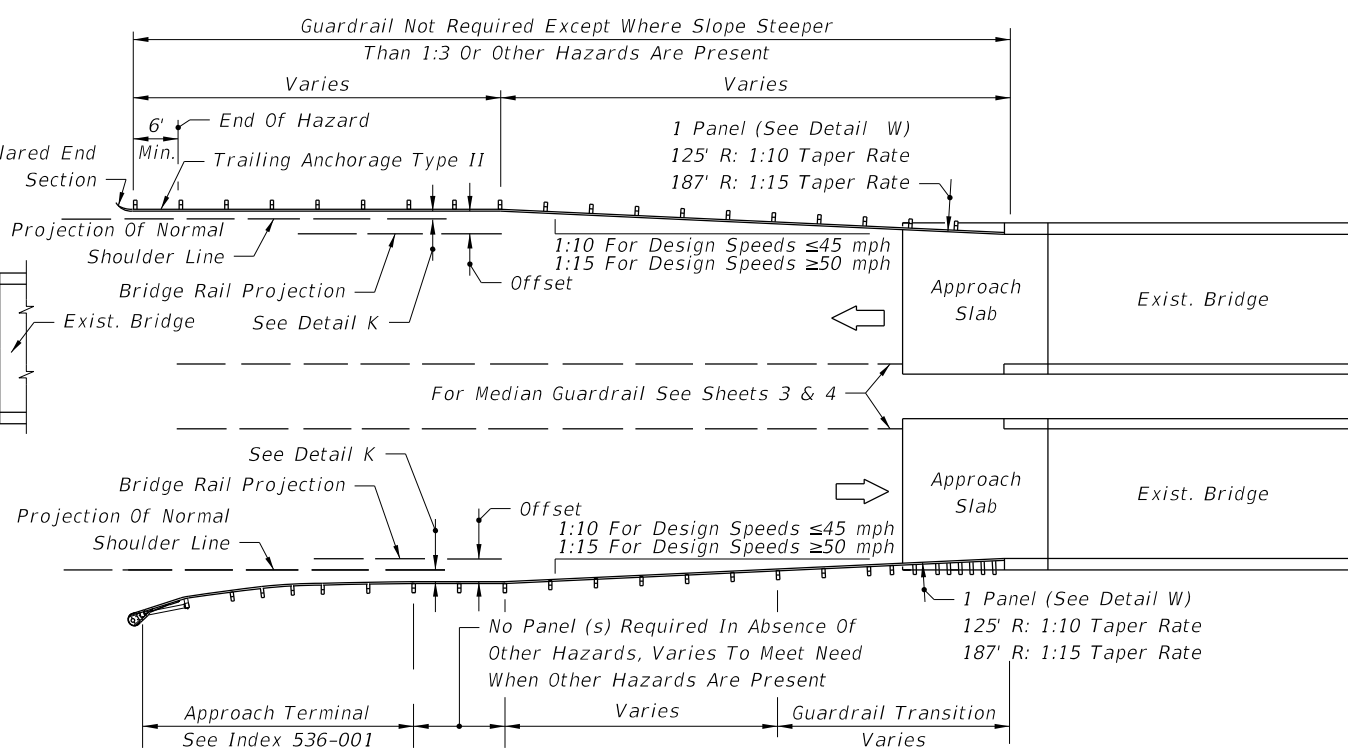 Guardrail Not Required Except Where Slope Steeper
Than 1:3 Or Other Hazards Are Present
Varies
Varies
6'
Min.
End Of Hazard
Trailing Anchorage Type II
lared End
Section
1 Panel (See Detail W)
125' R: 1:10 Taper Rate
187' R: 1:15 Taper Rate
Projection Of Normal
Shoulder Line
1:10 For Design Speeds ≤45 mph
1:15 For Design Speeds ≥50 mph
Bridge Rail Projection
Offset
Exist. Bridge
See Detail K
Approach
Slab
Exist. Bridge
For Median Guardrail See Sheets 3 & 4
See Detail K
Bridge Rail Projection
Offset
Approach
Slab
Exist. Bridge
Projection Of Normal
Shoulder Line
1:10 For Design Speeds ≤45 mph
1:15 For Design Speeds ≥50 mph
1 Panel (See Detail W)
125' R: 1:10 Taper Rate
187' R: 1:15 Taper Rate
No Panel (s) Required In Absence Of
Other Hazards, Varies To Meet Need
When Other Hazards Are Present
Approach Terminal
See Index 536-001
Varies
Guardrail Transition
Varies